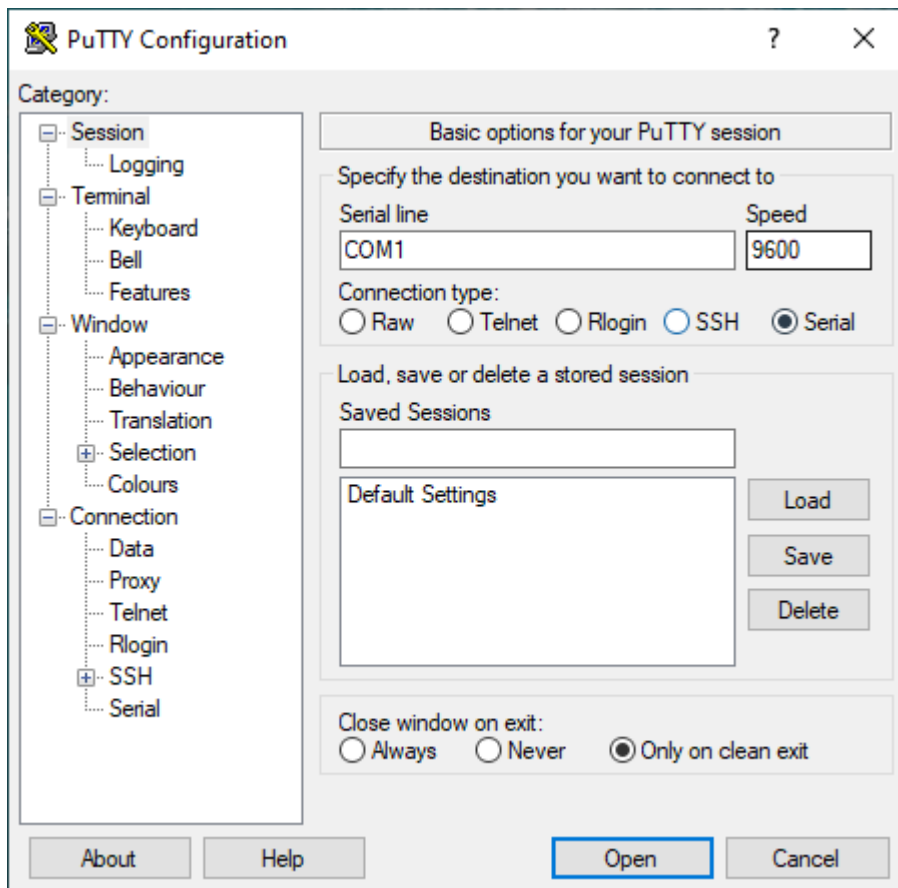 PuTTY Configuration
?
Category:
Session
Logging
Terminal
Keyboard
Bell
Features
Window
Appearance
Behaviour
Translation
Selection
Colours
Connection
Data
Proxy
Telnet
Rlogin
SSH
Serial
Basic options for your PuTTY session
Specify the destination you want to connect to
Serial line Speed
COM1 9600
Connection type:
Raw Telnet Rlogin SSH Serial
Load, save or delete a stored session
Saved Sessions
Default Settings
Load
Save
Delete
Close window on exit:
Always Never Only on clean exit
About Help Open Cancel